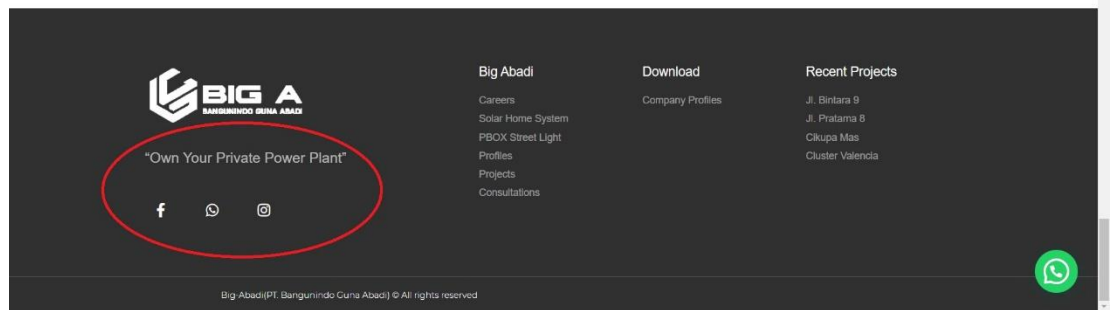 BIG A
BANGUNINDO GUNA ABADI
“Own Your Private Power Plant”
Big Abadi
Careers
Solar Home System
PBOX Street Light
Profiles
Projects
Consultations
Download
Company Profiles
Recent Projects
Jl. Bintara 9
Jl. Pratama 8
Cikupa Mas
Cluster Valencia
Big-Abadi(PT. Bangunindo Guna Abadi) © All rights reserved